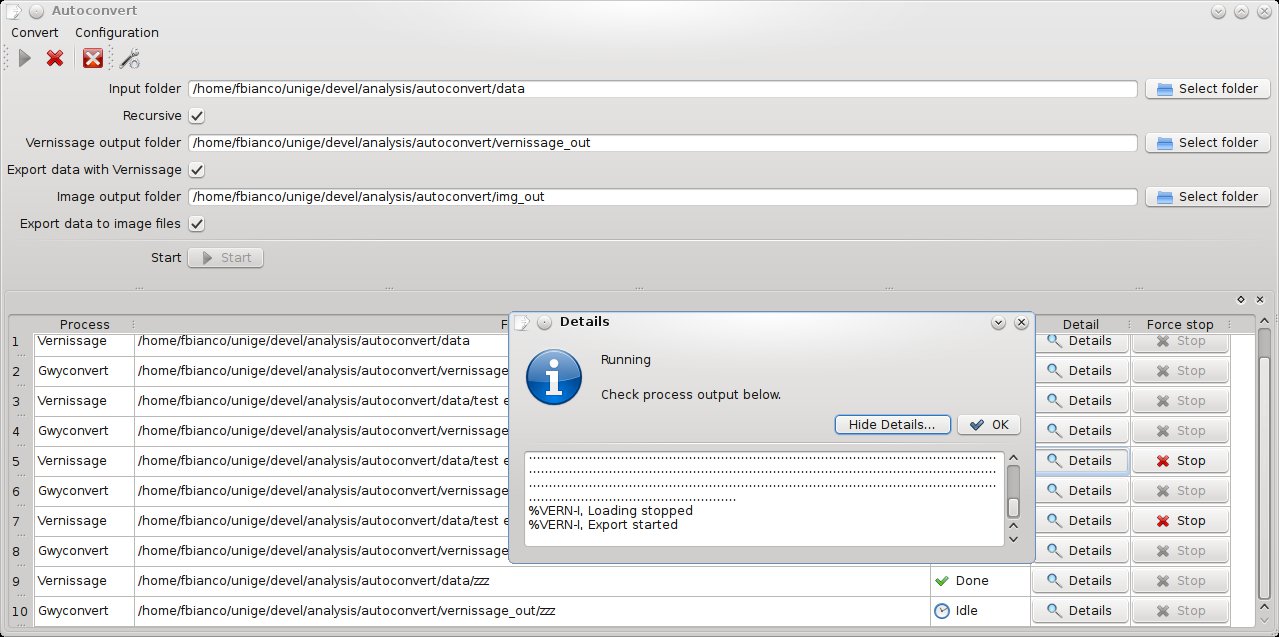 Autoconvert
Convert Configuration
Input folder /home/fbianco/unige/devel/analysis/autoconvert/data Select folder
Recursive
Vernissage output folder /home/fbianco/unige/devel/analysis/autoconvert/vernissage_out Select folder
Export data with Vernissage
Image output folder /home/fbianco/unige/devel/analysis/autoconvert/img_out Select folder
Export data to image files
Start Start
Process F Detail Force stop
1 Vernissage /home/fbianco/unige/devel/analysis/autoconvert/data Details Stop
2 Gwyconvert /home/fbianco/unige/devel/analysis/autoconvert/vernissage Details Stop
3 Vernissage /home/fbianco/unige/devel/analysis/autoconvert/data/test e Details Stop
4 Gwyconvert /home/fbianco/unige/devel/analysis/autoconvert/vernissage Details Stop
5 Vernissage /home/fbianco/unige/devel/analysis/autoconvert/data/test e Details Stop
6 Gwyconvert /home/fbianco/unige/devel/analysis/autoconvert/vernissage Details Stop
7 Vernissage /home/fbianco/unige/devel/analysis/autoconvert/data/test e Details Stop
8 Gwyconvert /home/fbianco/unige/devel/analysis/autoconvert/vernissage Details Stop
9 Vernissage /home/fbianco/unige/devel/analysis/autoconvert/data/zzz Done Details Stop
10 Gwyconvert /home/fbianco/unige/devel/analysis/autoconvert/vernissage_out/zzz Idle Details Stop
Details
Running
Check process output below.
Hide Details... OK
%VERN-I, Loading stopped
%VERN-I, Export started